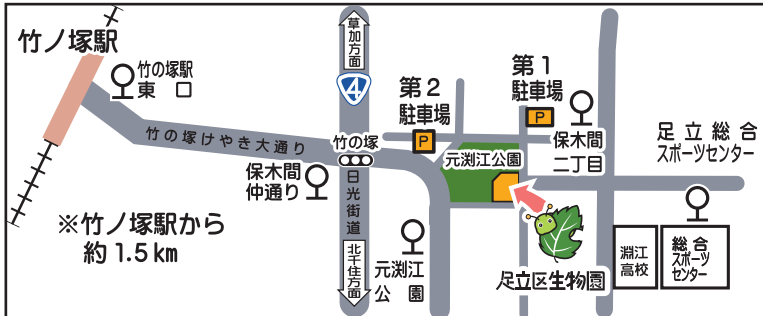 竹ノ塚駅
竹の塚駅
東 口
竹の塚けやき大通り
草加方面
4
竹の塚
日光街道
北千住方面
保木間
仲通り
※竹ノ塚駅から
約1.5km
第2
駐車場
P
第1
駐車場
P
保木間
二丁目
元渕江公園
元渕江
公 園
足立区生物園
足立総合
スポーツセンター
淵江
高校
総合
スポーツ
センター